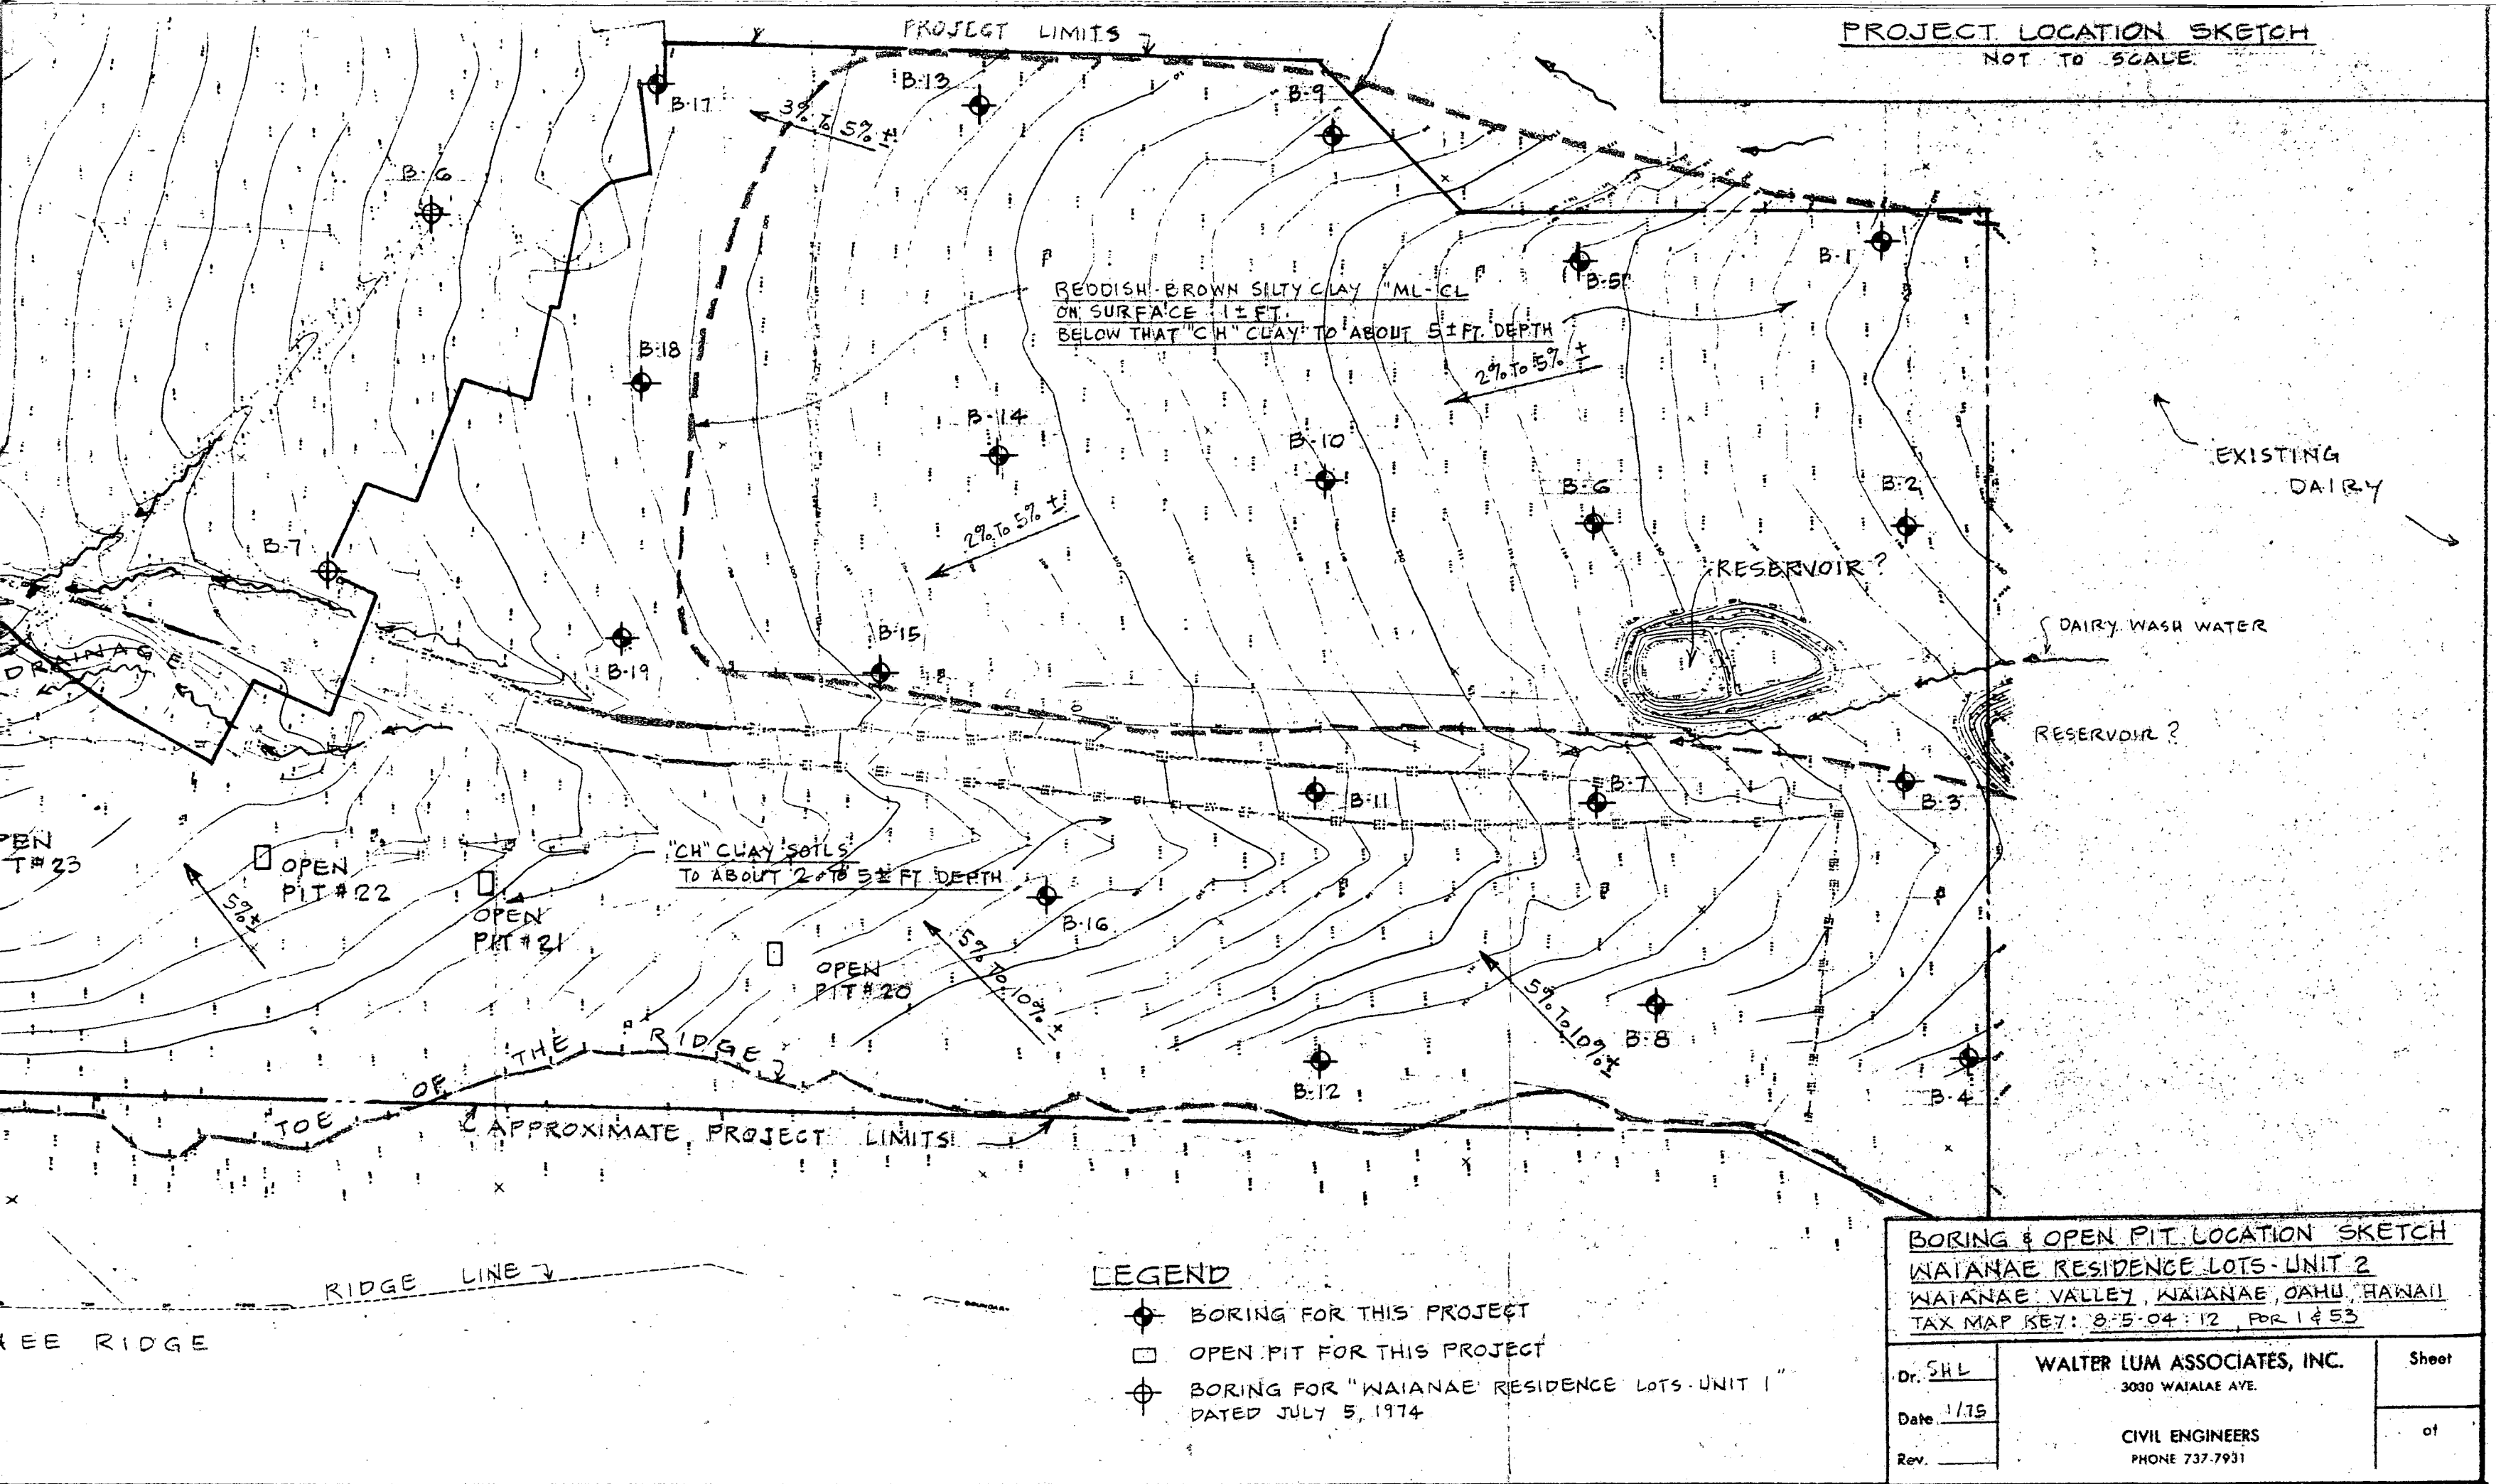 PROJECT LIMITS
PROJECT LOCATION SKETCH
NOT TO SCALE
B-17
B-13
3% TO 5% ±
B-9
B-6
B-1
B-5
REDDISH-BROWN SILTY CLAY "ML-CL"
ON SURFACE 1± FT.
BELOW THAT "CH" CLAY TO ABOUT 5± FT. DEPTH
2% TO 5% ±
B-18
B-14
B-10
B-6
B-2
EXISTING
DAIRY
2% TO 5% ±
B-7
RESERVOIR ?
DAIRY WASH WATER
B-15
B-19
DRAINAGE
RESERVOIR ?
B-7
B-11
B-3
PEN
T#23
OPEN
PIT #22
5% ±
OPEN
PIT #21
"CH" CLAY SOILS
TO ABOUT 2 TO 5± FT DEPTH
B-16
OPEN
PIT #20
5% TO 10% ±
5% TO 10% ±
B-8
B-12
B-4
TOE OF THE RIDGE
APPROXIMATE PROJECT LIMITS
RIDGE LINE
EE RIDGE
LEGEND
BORING FOR THIS PROJECT
OPEN PIT FOR THIS PROJECT
BORING FOR "WAIANAE RESIDENCE LOTS-UNIT 1"
DATED JULY 5, 1974
BORING & OPEN PIT LOCATION SKETCH
WAIANAE RESIDENCE LOTS-UNIT 2
WAIANAE VALLEY, WAIANAE, OAHU, HAWAII
TAX MAP KEY: 8-5-04:12, POR 1 & 53
Dr. SHL
Date 1/75
Rev.
WALTER LUM ASSOCIATES, INC.
3030 WAIALAE AVE.
CIVIL ENGINEERS
PHONE 737-7931
Sheet
of